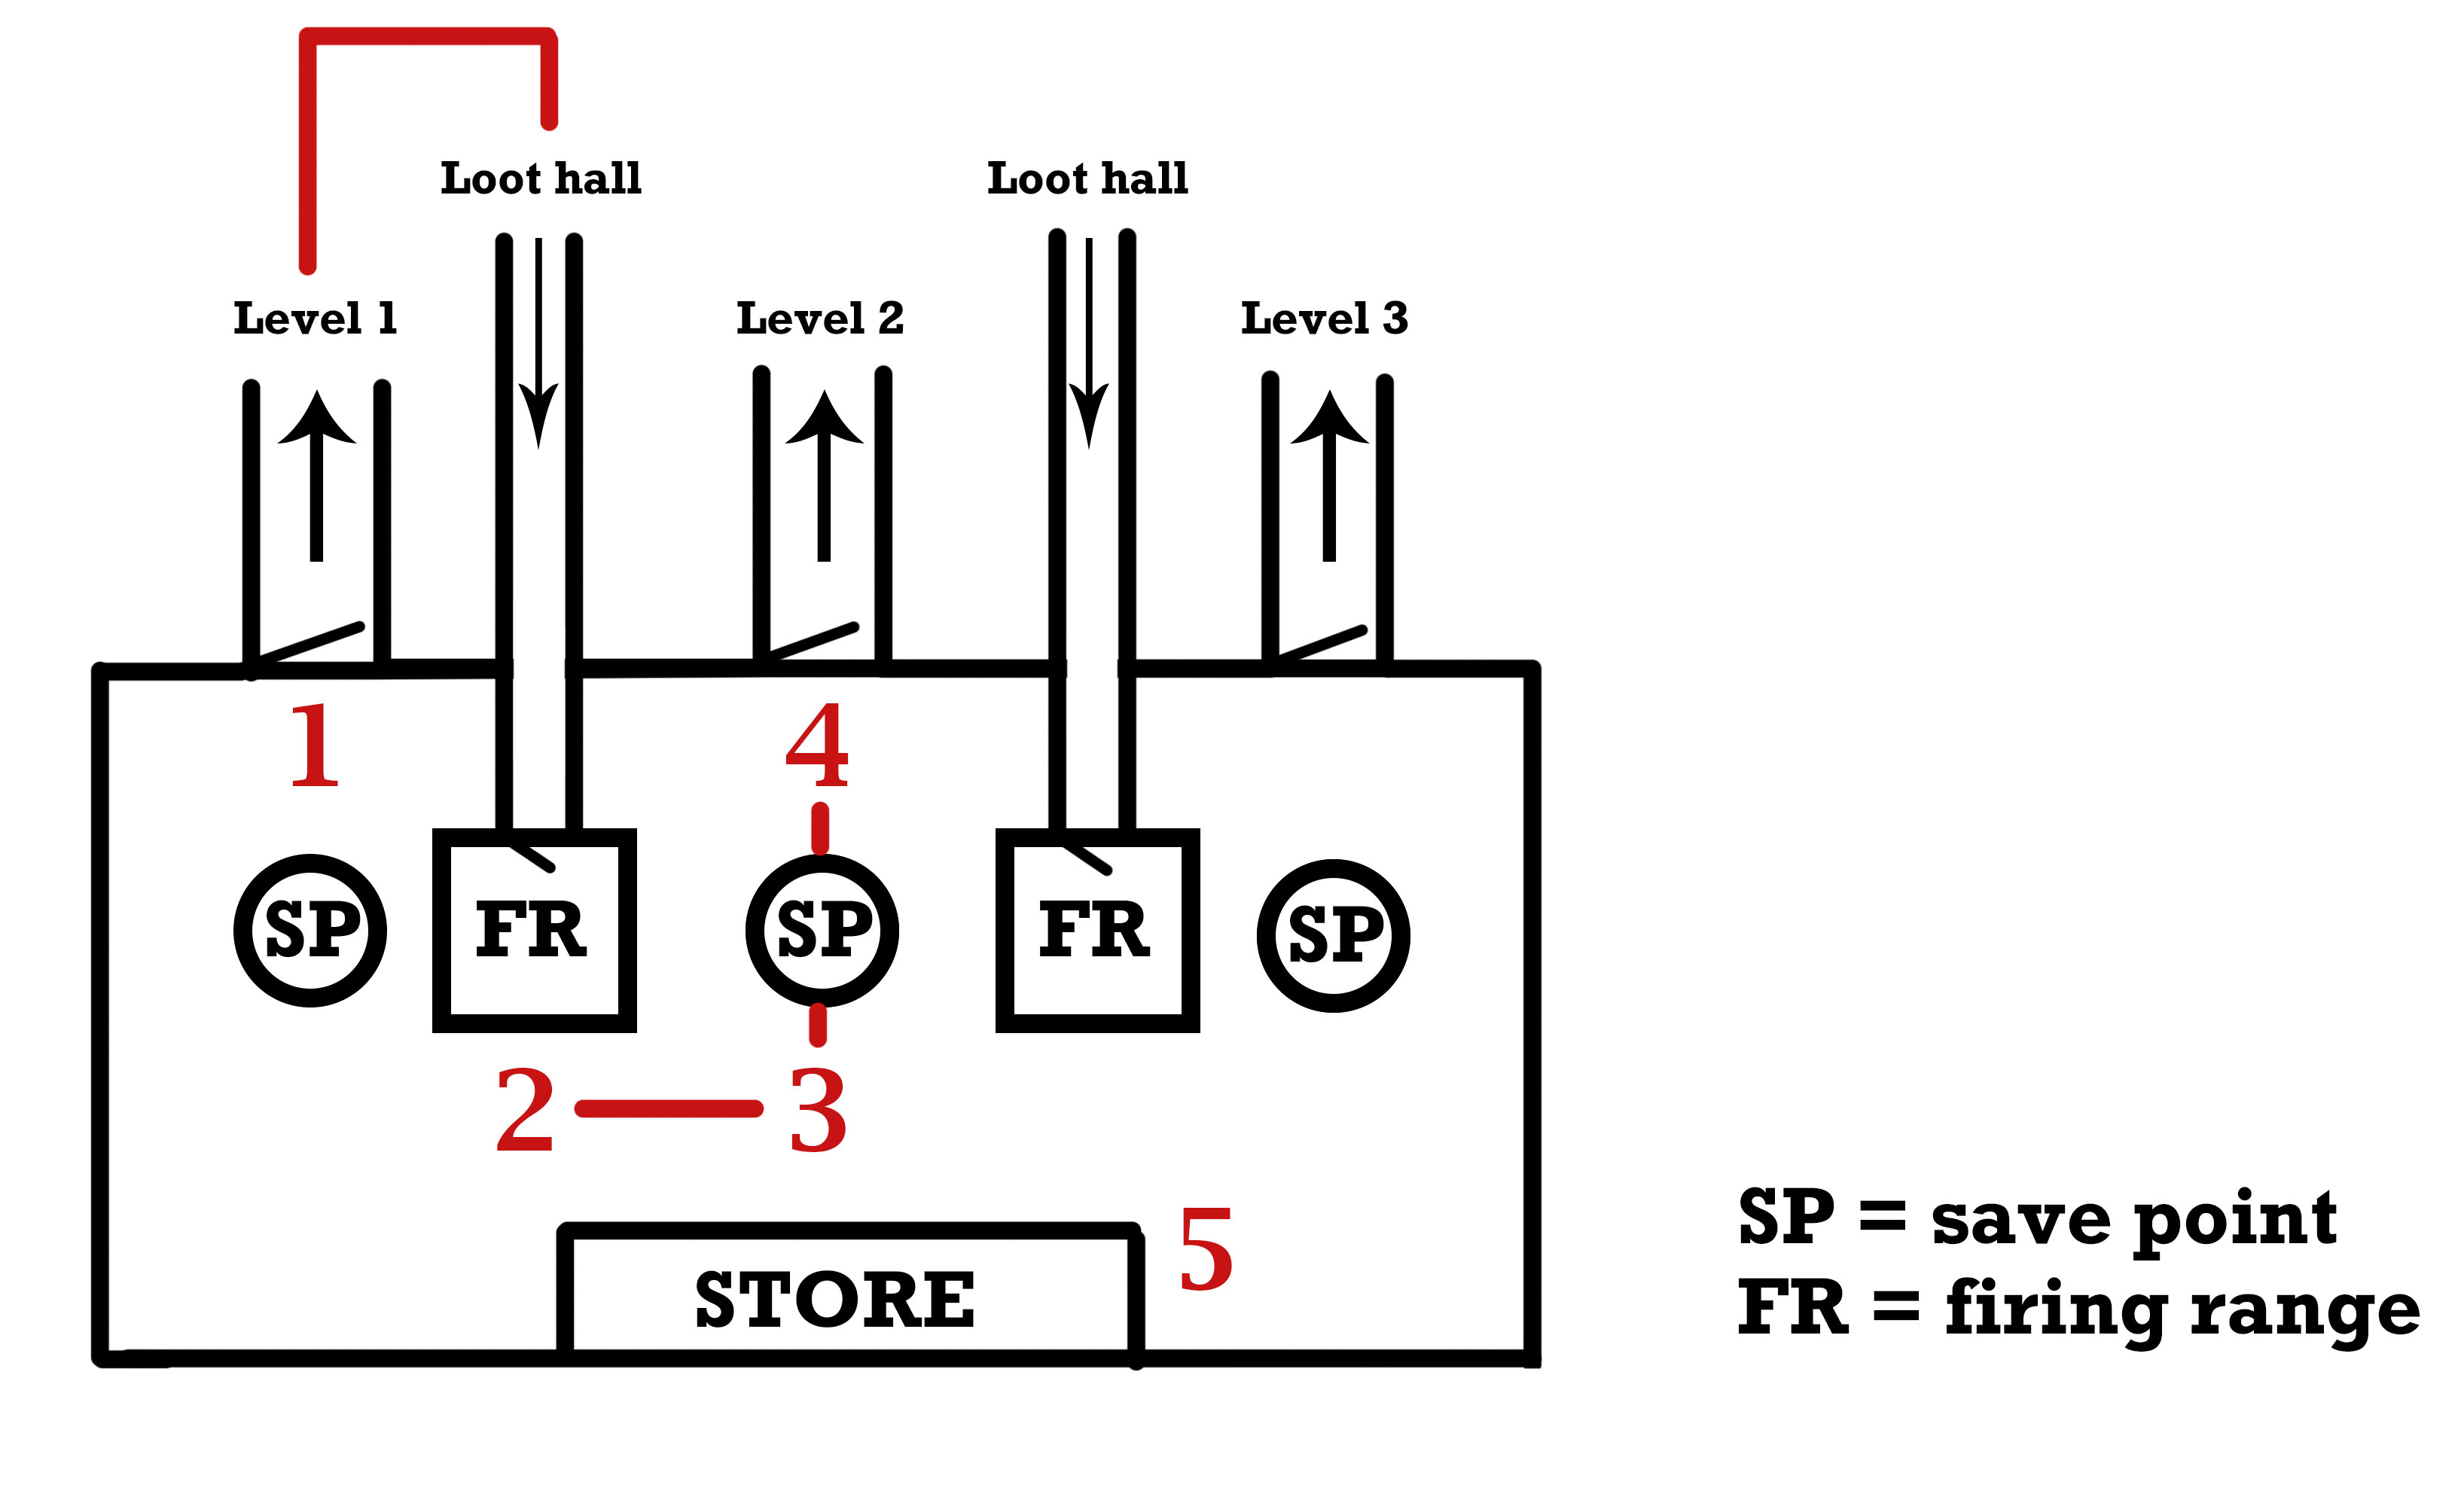 Loot hall
Loot hall
Level 1
Level 2
Level 3
1
4
SP
FR
SP
FR
SP
2
3
5
STORE
SP = save point
FR = firing range